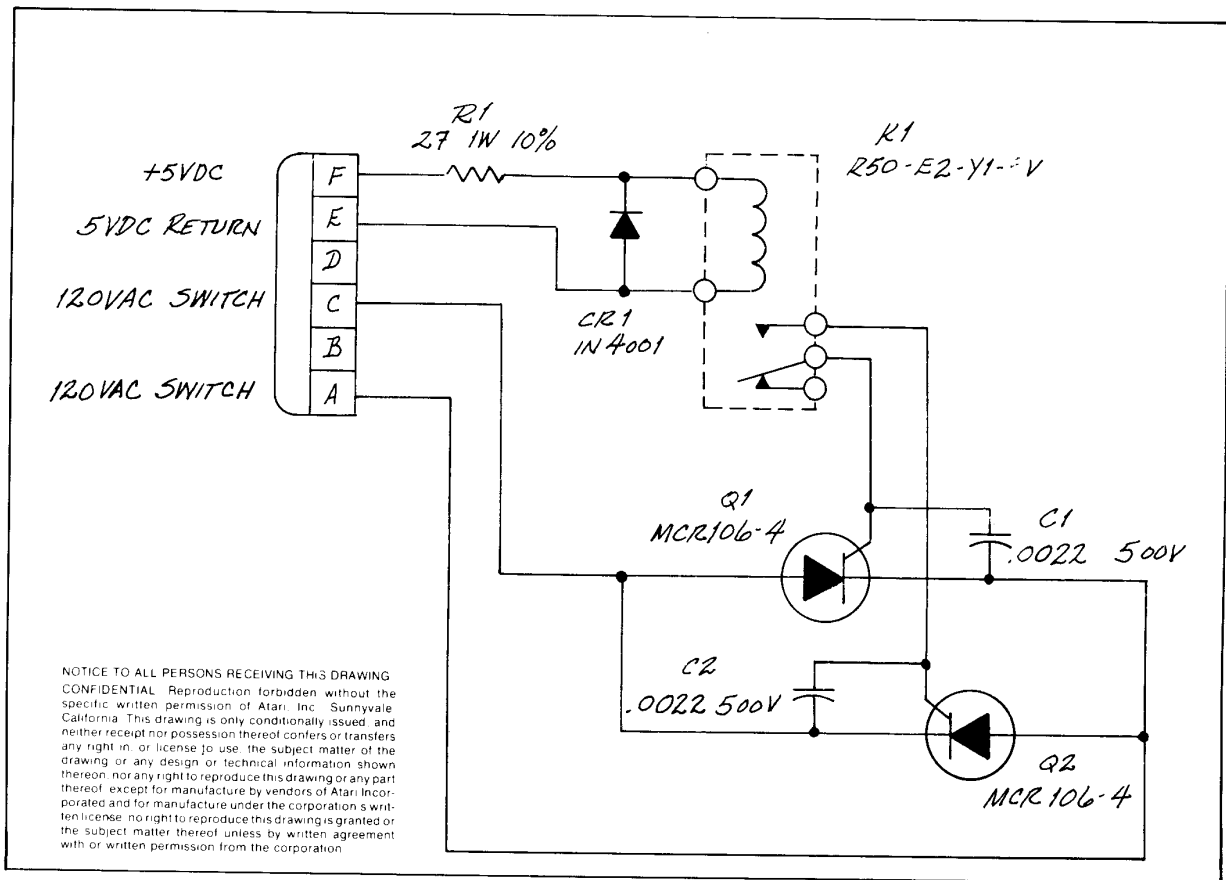 R1
27 1W 10%
K1
R50-E2-Y1- V
+5VDC
F
5VDC RETURN
E
D
120VAC SWITCH
C
B
120VAC SWITCH
A
CR1
IN4001
Q1
MCR106-4
C1
.0022 500V
C2
.0022 500V
Q2
MCR106-4
NOTICE TO ALL PERSONS RECEIVING THIS DRAWING
CONFIDENTIAL Reproduction forbidden without the
specific written permission of Atari, Inc Sunnyvale
California This drawing is only conditionally issued, and
neither receipt nor possession thereof confers or transfers
any right in, or license to use, the subject matter of the
drawing or any design or technical information shown
thereon, nor any right to reproduce this drawing or any part
thereof except for manufacture by vendors of Atari Incor-
porated and for manufacture under the corporation s writ-
ten license, no right to reproduce this drawing is granted or
the subject matter thereof unless by written agreement
with or written permission from the corporation